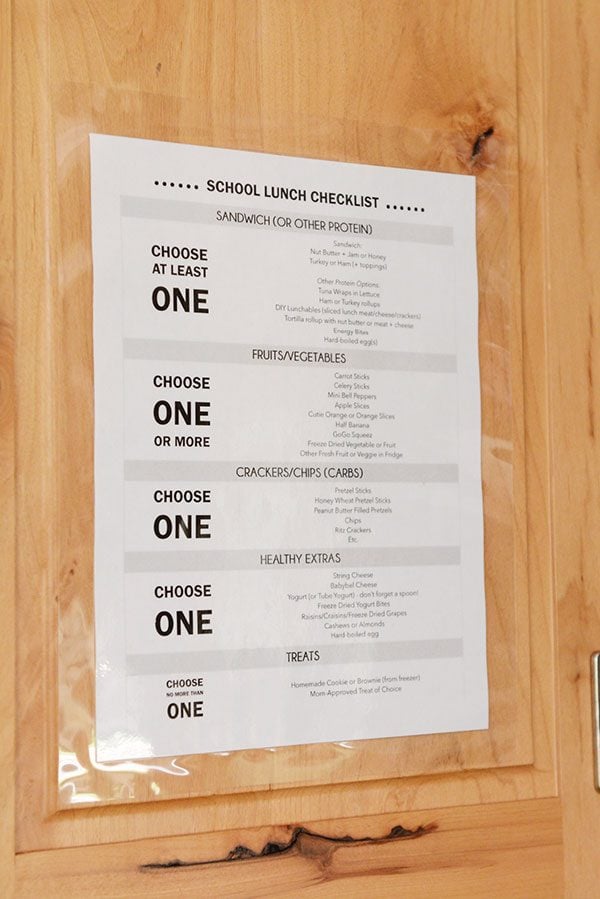 ...... SCHOOL LUNCH CHECKLIST ......
SANDWICH (OR OTHER PROTEIN)
CHOOSE
AT LEAST
ONE
Sandwich:
Nut Butter + Jam or Honey
Turkey or Ham (+ toppings)
Other Protein Options:
Tuna Wraps in Lettuce
Ham or Turkey rollups
DIY Lunchables (sliced lunch meat/cheese/crackers)
Tortilla rollup with nut butter or meat + cheese
Energy Bites
Hard-boiled egg(s)
FRUITS/VEGETABLES
CHOOSE
ONE
OR MORE
Carrot Sticks
Celery Sticks
Mini Bell Peppers
Apple Slices
Cutie Orange or Orange Slices
Half Banana
GoGo Squeez
Freeze Dried Vegetable or Fruit
Other Fresh Fruit or Veggie in Fridge
CRACKERS/CHIPS (CARBS)
CHOOSE
ONE
Pretzel Sticks
Honey Wheat Pretzel Sticks
Peanut Butter Filled Pretzels
Chips
Ritz Crackers
Etc.
HEALTHY EXTRAS
CHOOSE
ONE
String Cheese
Babybel Cheese
Yogurt (or Tube Yogurt) - don't forget a spoon!
Freeze Dried Yogurt Bites
Raisins/Craisins/Freeze Dried Grapes
Cashews or Almonds
Hard-boiled egg
TREATS
CHOOSE
NO MORE THAN
ONE
Homemade Cookie or Brownie (from freezer)
Mom-Approved Treat of Choice